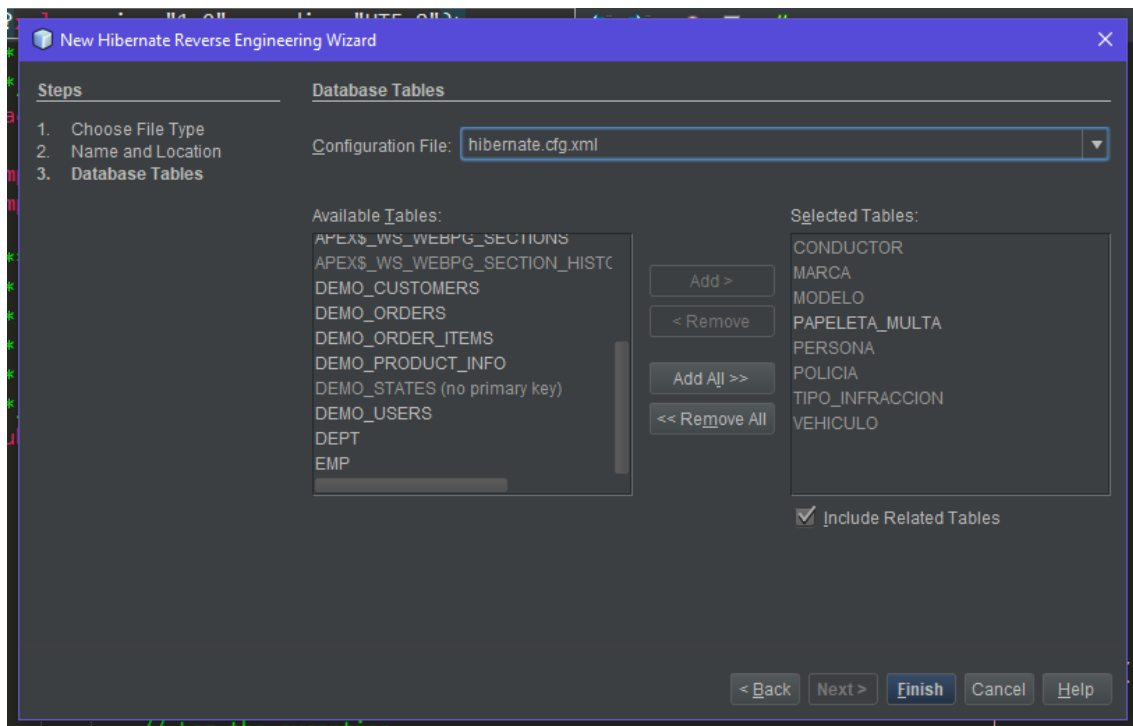 New Hibernate Reverse Engineering Wizard
Steps
1. Choose File Type
2. Name and Location
3. Database Tables
Database Tables
Configuration File: hibernate.cfg.xml
Available Tables:
APEX$_WS_WEBPG_SECTIONS
APEX$_WS_WEBPG_SECTION_HISTO
DEMO_CUSTOMERS
DEMO_ORDERS
DEMO_ORDER_ITEMS
DEMO_PRODUCT_INFO
DEMO_STATES (no primary key)
DEMO_USERS
DEPT
EMP
Add >
< Remove
Add All >>
<< Remove All
Selected Tables:
CONDUCTOR
MARCA
MODELO
PAPELETA_MULTA
PERSONA
POLICIA
TIPO_INFRACCION
VEHICULO
Include Related Tables
< Back
Next >
Finish
Cancel
Help